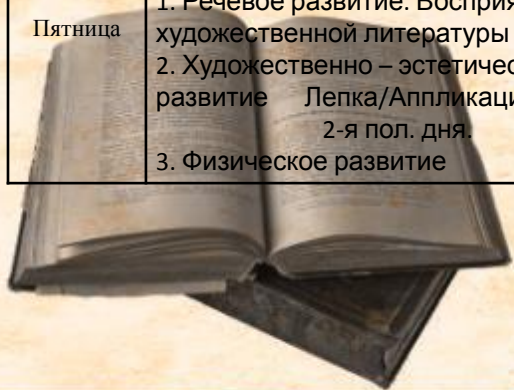 1. Речевое развитие. Восприя
Пятница художественной литературы
2. Художественно – эстетичес
развитие Лепка/Аппликаци
2-я пол. дня.
3. Физическое развитие